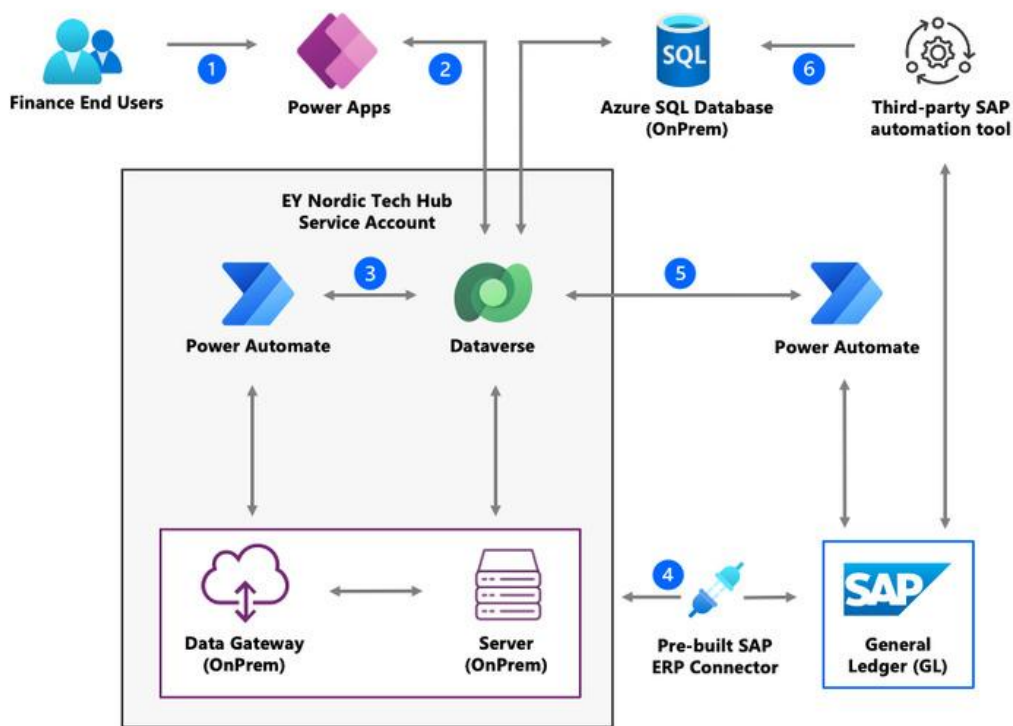 1
2
SQL
6
Finance End Users
Power Apps
Azure SQL Database
(OnPrem)
Third-party SAP
automation tool
EY Nordic Tech Hub
Service Account
3
5
Power Automate
Dataverse
Power Automate
4
SAP
Data Gateway
(OnPrem)
Server
(OnPrem)
Pre-built SAP
ERP Connector
General
Ledger (GL)